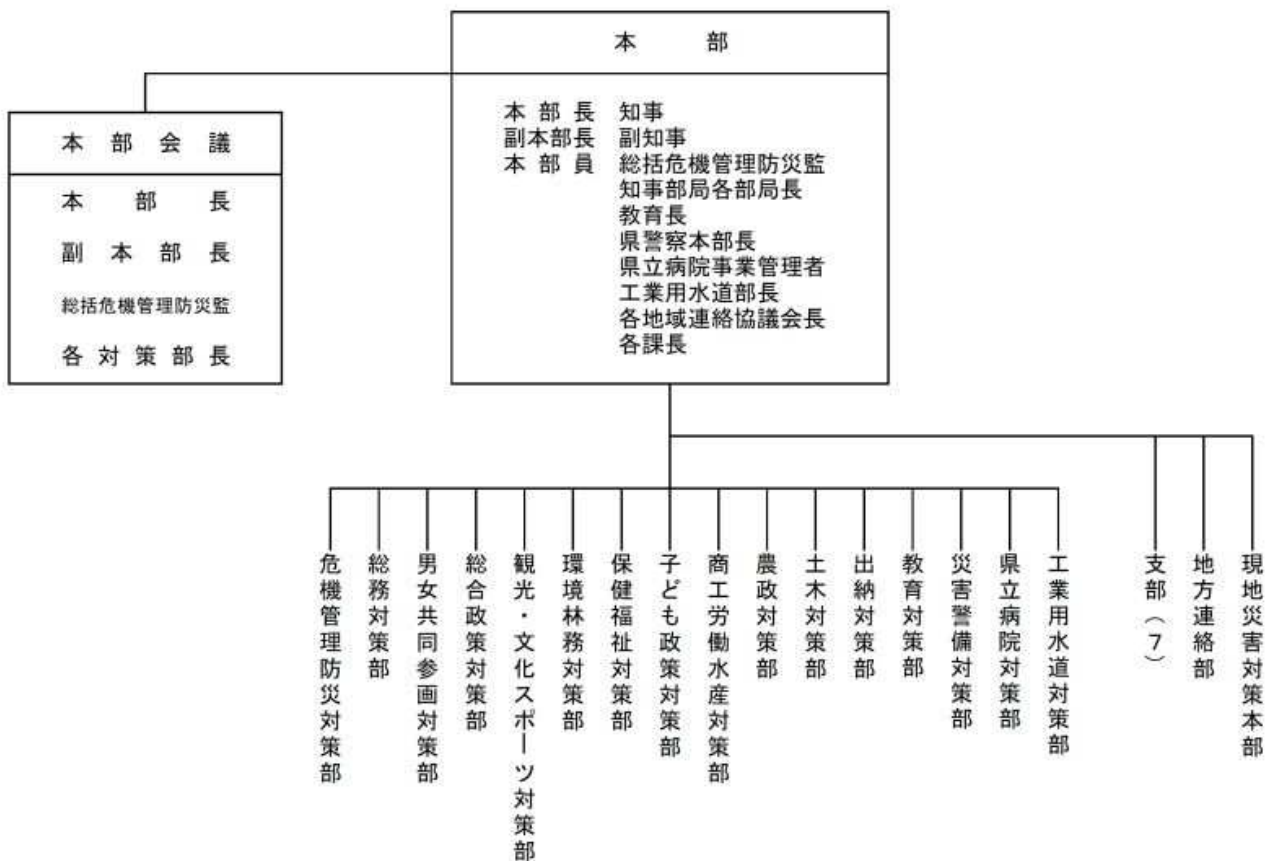 本部
本部長 知事
副本部長 副知事
本部員 総括危機管理防災監
知事部局各部局長
教育長
県警察本部長
県立病院事業管理者
工業用水道部長
各地域連絡協議会長
各課長
本部会議
本部長
副本部長
総括危機管理防災監
各対策部長
危機管理防災対策部
総務対策部
男女共同参画対策部
総合政策対策部
観光・文化スポーツ対策部
環境林務対策部
保健福祉対策部
子ども政策対策部
商工労働水産対策部
農政対策部
土木対策部
出納対策部
教育対策部
災害警備対策部
県立病院対策部
工業用水道対策部
支部(7)
地方連絡部
現地災害対策本部